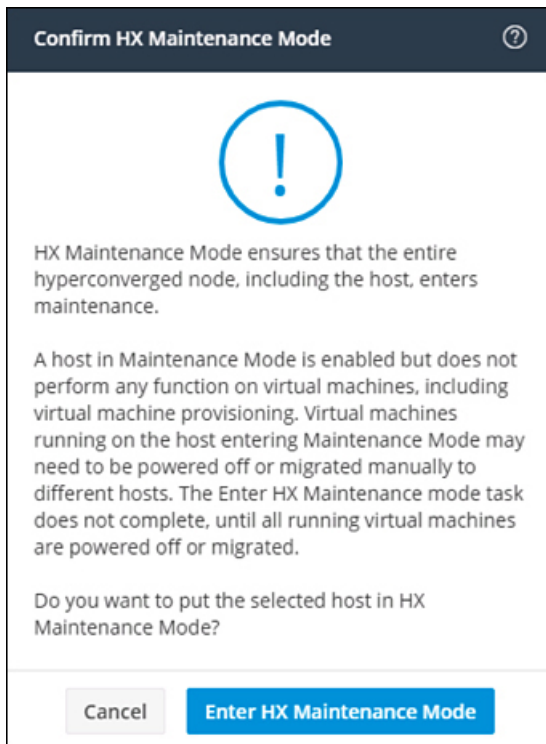 Confirm HX Maintenance Mode
?
!
HX Maintenance Mode ensures that the entire
hyperconverged node, including the host, enters
maintenance.
A host in Maintenance Mode is enabled but does not
perform any function on virtual machines, including
virtual machine provisioning. Virtual machines
running on the host entering Maintenance Mode may
need to be powered off or migrated manually to
different hosts. The Enter HX Maintenance mode task
does not complete, until all running virtual machines
are powered off or migrated.
Do you want to put the selected host in HX
Maintenance Mode?
Cancel
Enter HX Maintenance Mode